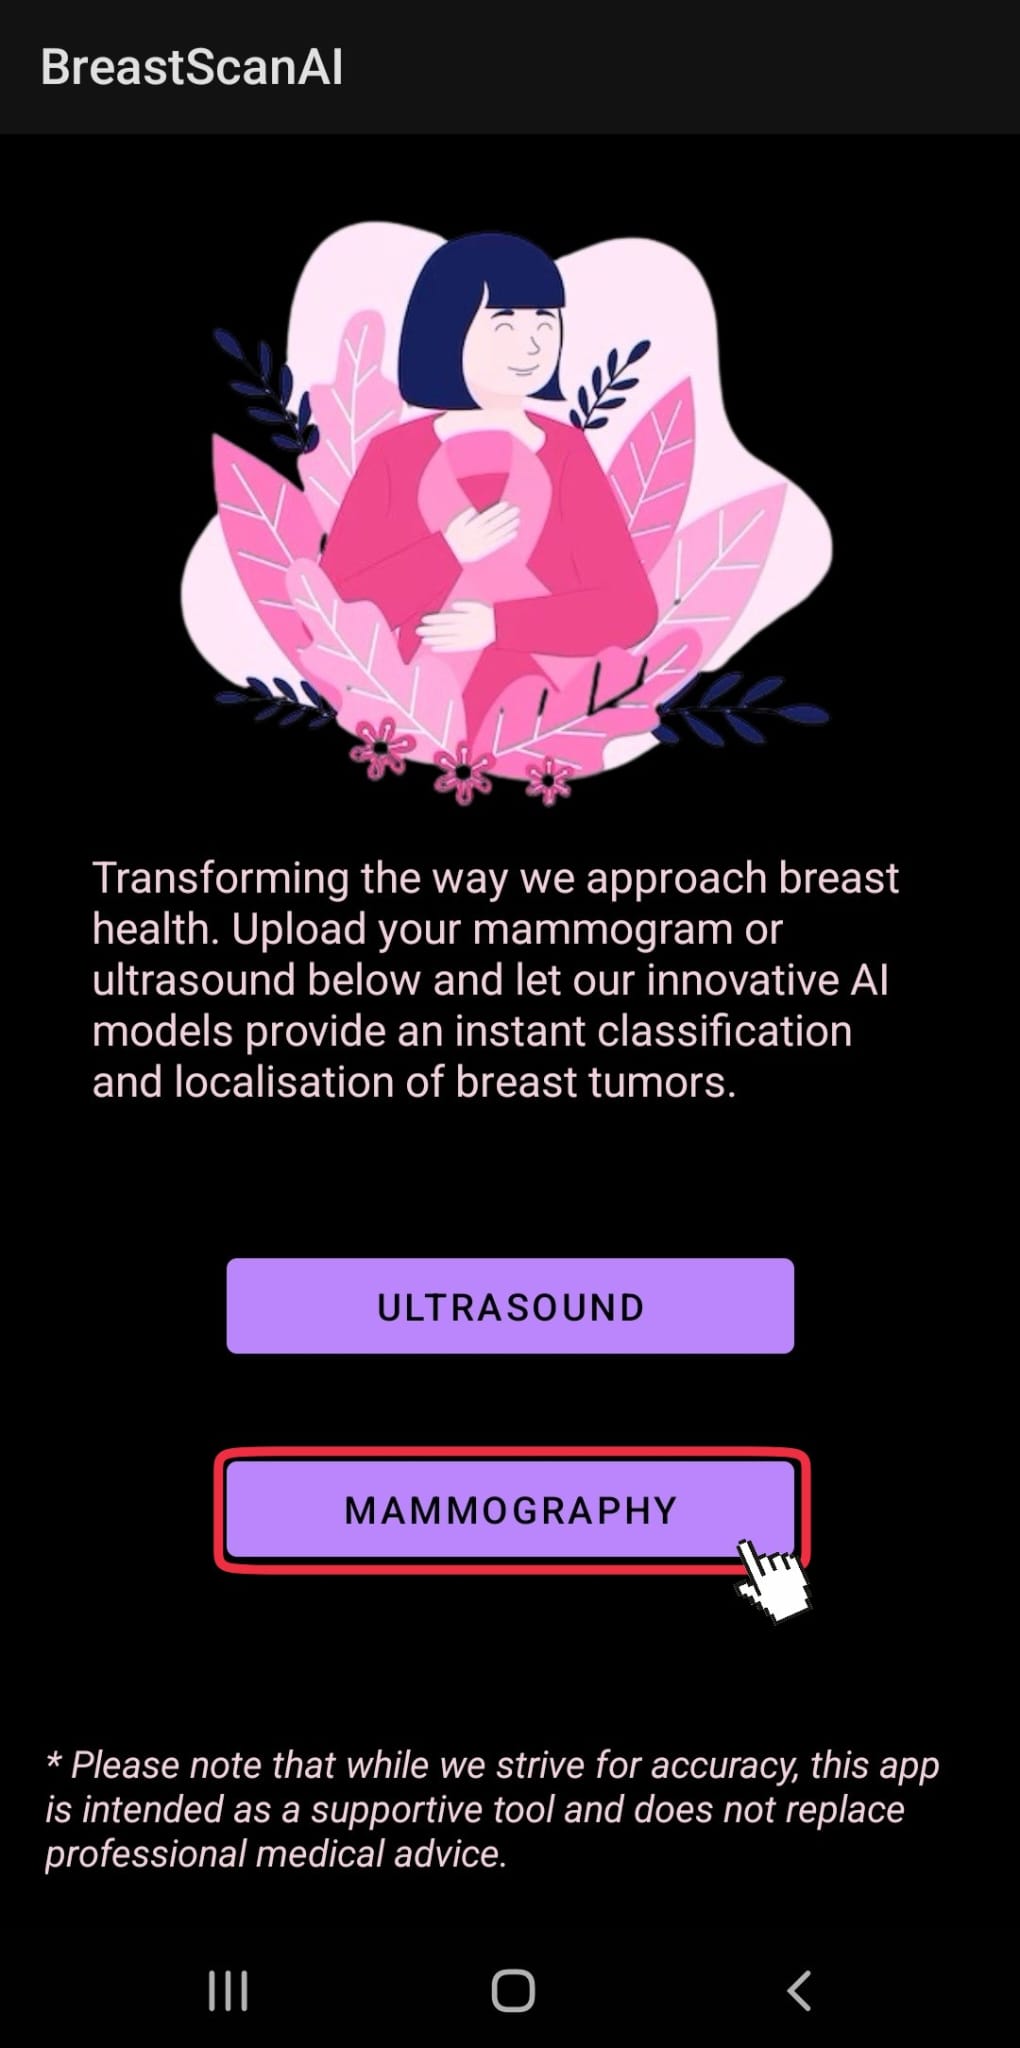 BreastScanAI
Transforming the way we approach breast
health. Upload your mammogram or
ultrasound below and let our innovative AI
models provide an instant classification
and localisation of breast tumors.
ULTRASOUND
MAMMOGRAPHY
* Please note that while we strive for accuracy, this app
is intended as a supportive tool and does not replace
professional medical advice.